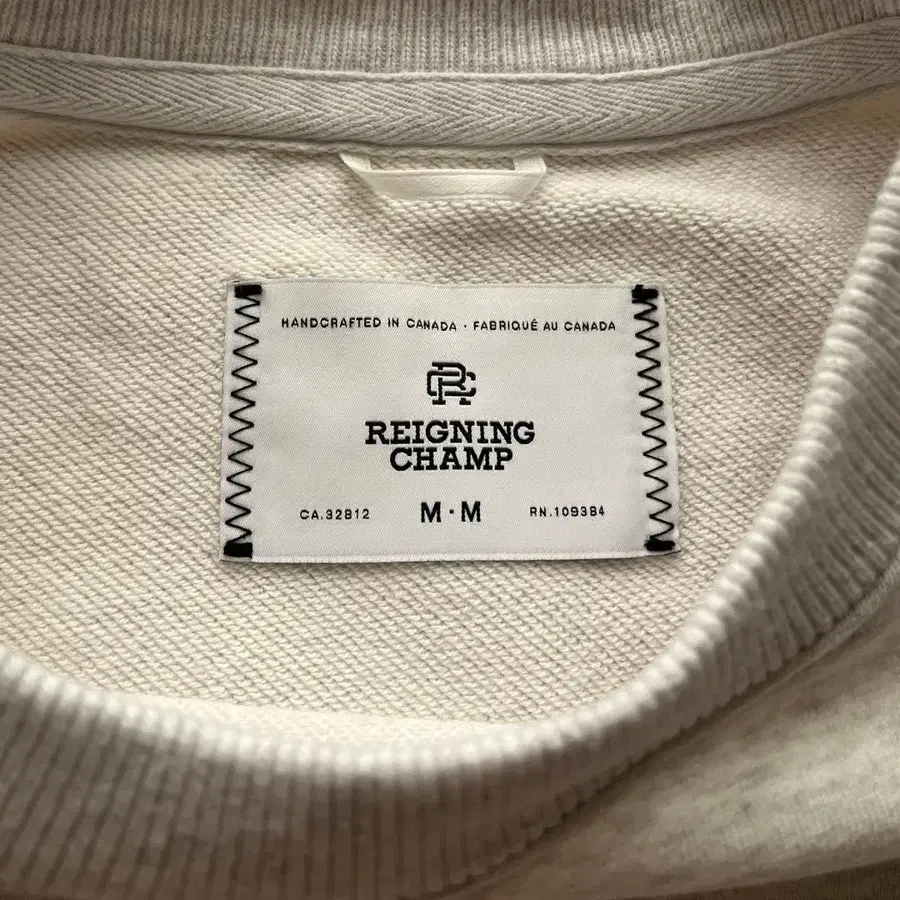 HANDCRAFTED IN CANADA · FABRIQUÉ AU CANADA
RC
REIGNING
CHAMP
CA.32812 M · M RN.109384